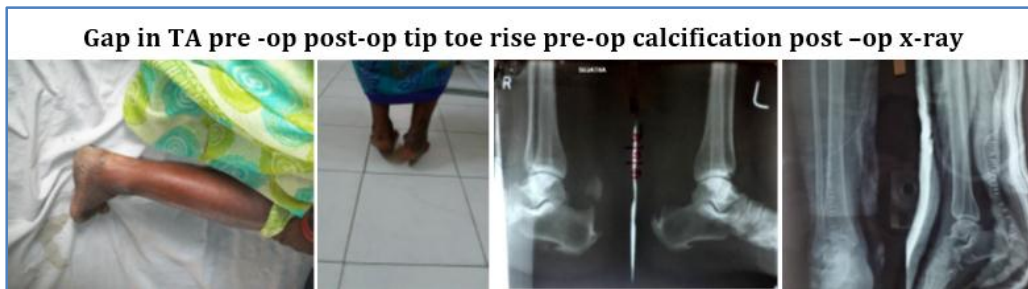 Gap in TA pre -op post-op tip toe rise pre-op calcification post –op x-ray
R
L